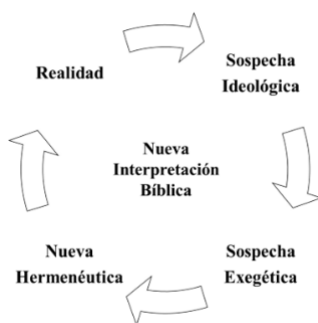 Realidad
Sospecha
Ideológica
Nueva
Interpretación
Bíblica
Nueva
Hermenéutica
Sospecha
Exegética